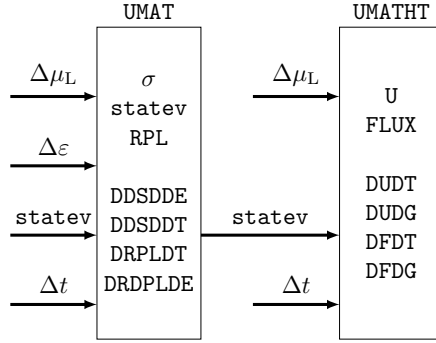 UMAT
UMATHT
Δμ_L
Δε
statev
Δt
σ
statev
RPL
DDSDDE
DDSDDT
DRPLDT
DRDPLDE
statev
Δμ_L
Δt
U
FLUX
DUDT
DUDG
DFDT
DFDG